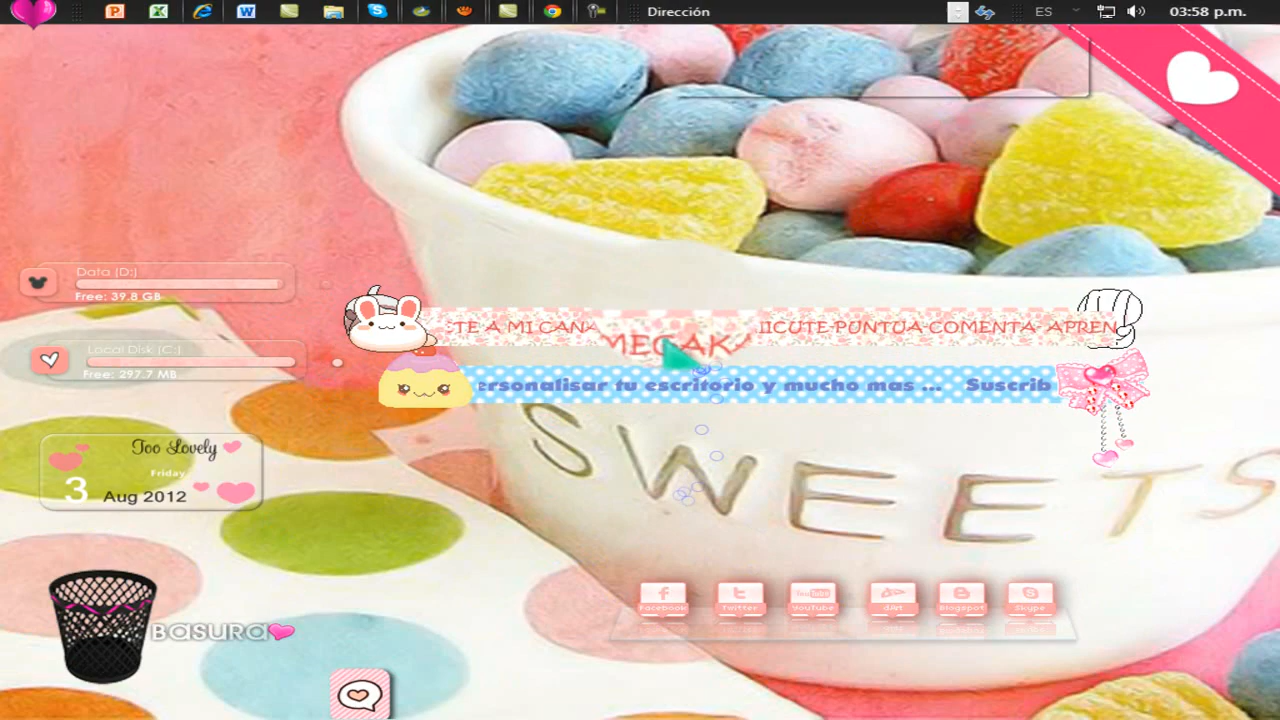 Dirección
ES
03:58 p.m.
Data (D:)
Free: 39.8 GB
TE A MI CANA
MEGAK
COMENTA- APREN
Local Disk (C:)
Free: 297.7 MB
ersonalisar tu escritorio y mucho mas ... Suscrib
SWEETS
Too Lovely
Friday
3 Aug 2012
Facebook Twitter YouTube dArt Blogspot Skype
BASURA